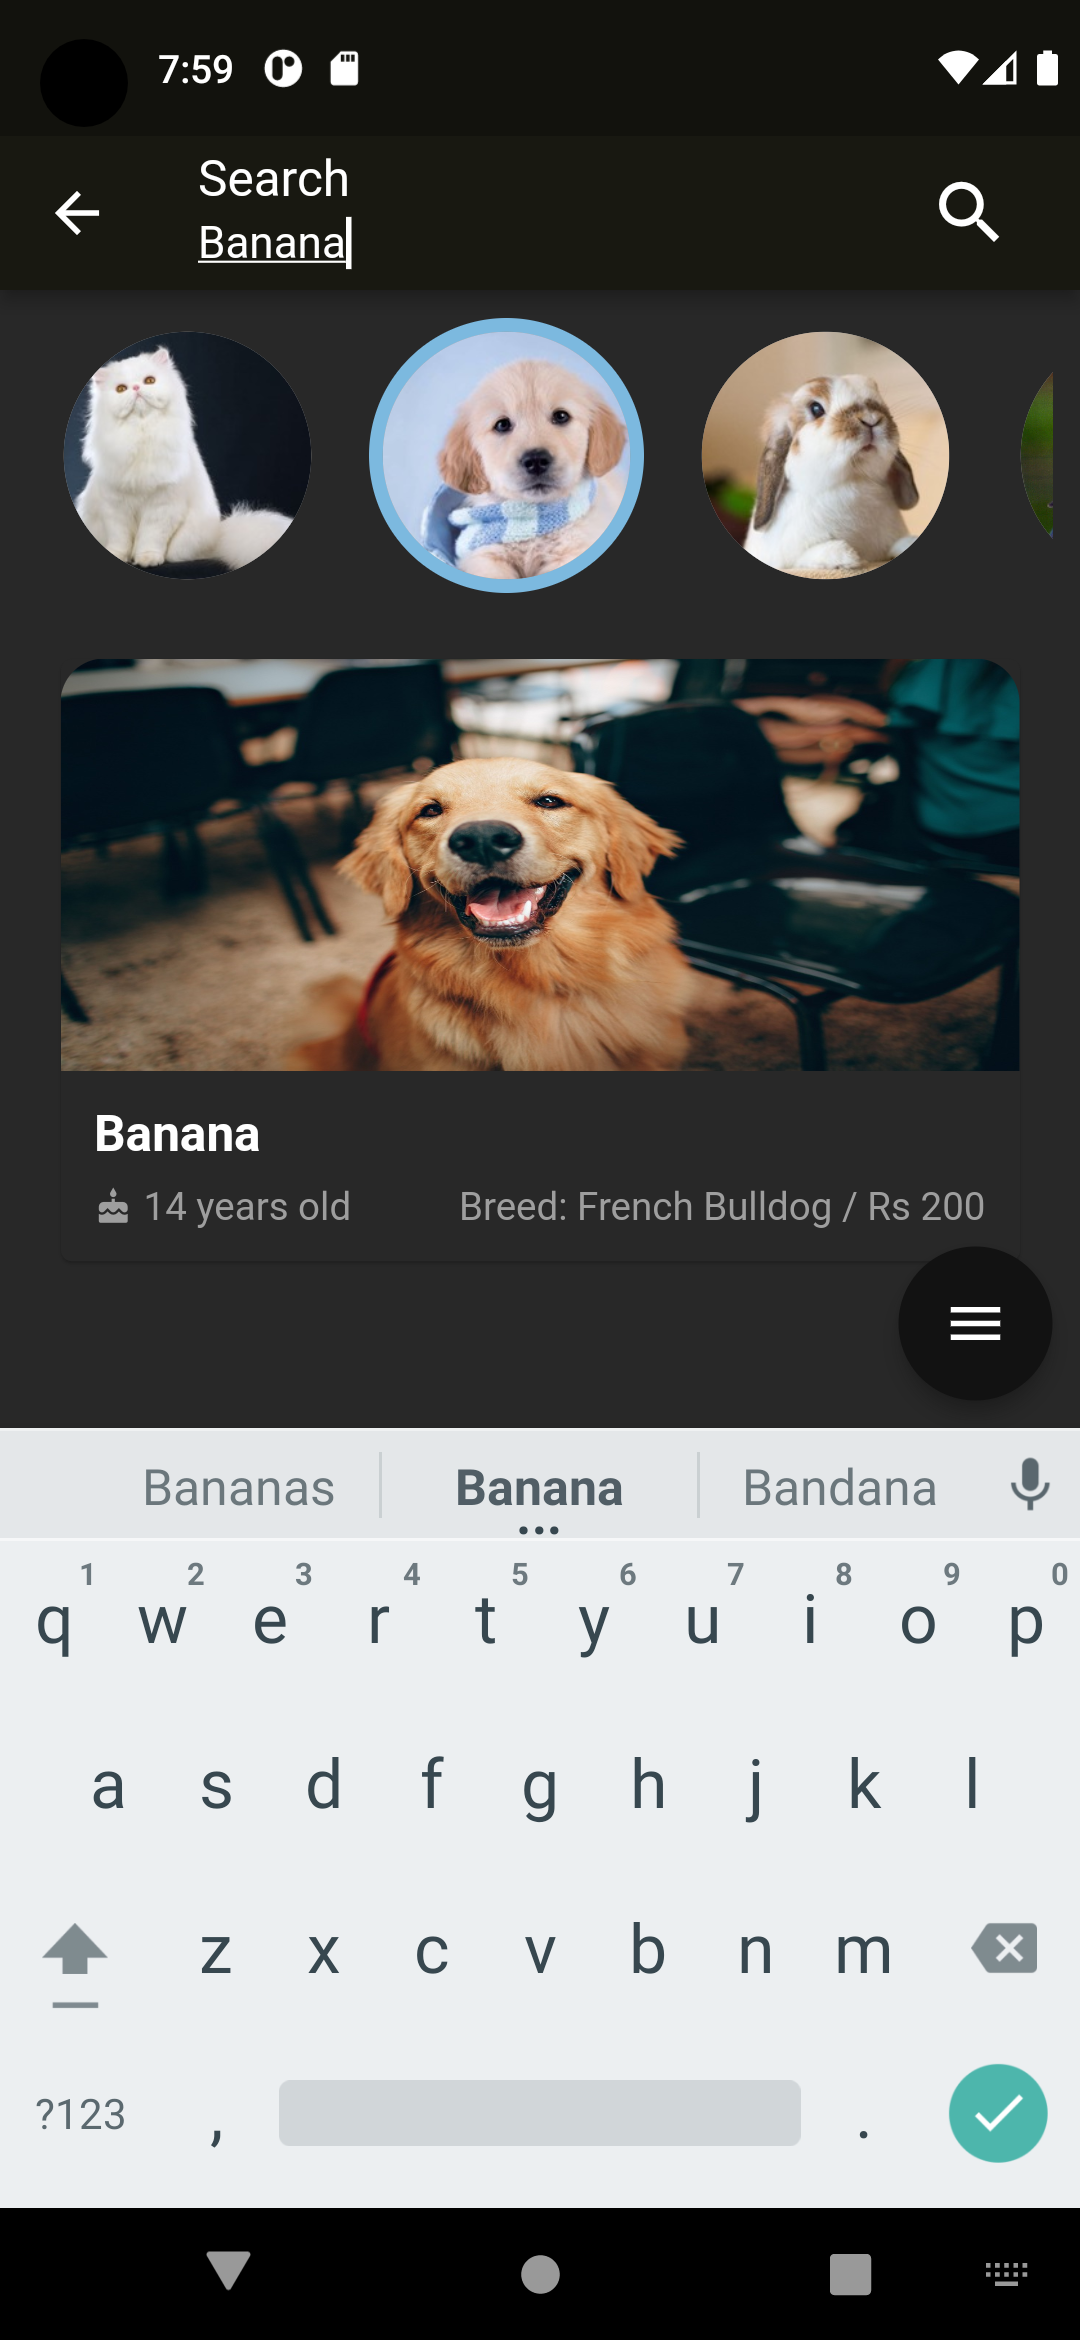 7:59
Search
Banana
Banana
14 years old Breed: French Bulldog / Rs 200
Bananas Banana Bandana
1 2 3 4 5 6 7 8 9 0
q w e r t y u i o p
a s d f g h j k l
z x c v b n m
?123 , .